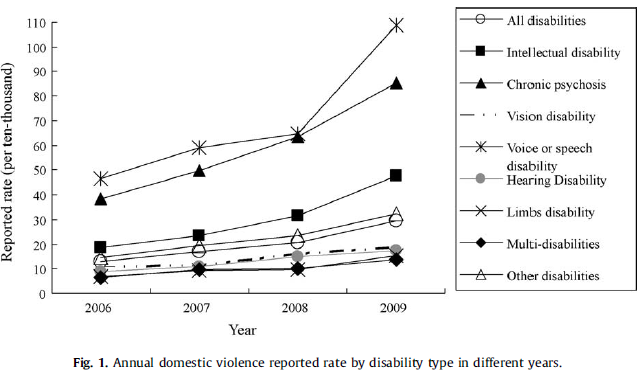 110
100
90
80
70
60
50
40
30
20
10
0
Reported rate (per ten-thousand)
2006 2007 2008 2009
Year
All disabilities
Intellectual disability
Chronic psychosis
Vision disability
Voice or speech
disability
Hearing Disability
Limbs disability
Multi-disabilities
Other disabilities
Fig. 1. Annual domestic violence reported rate by disability type in different years.